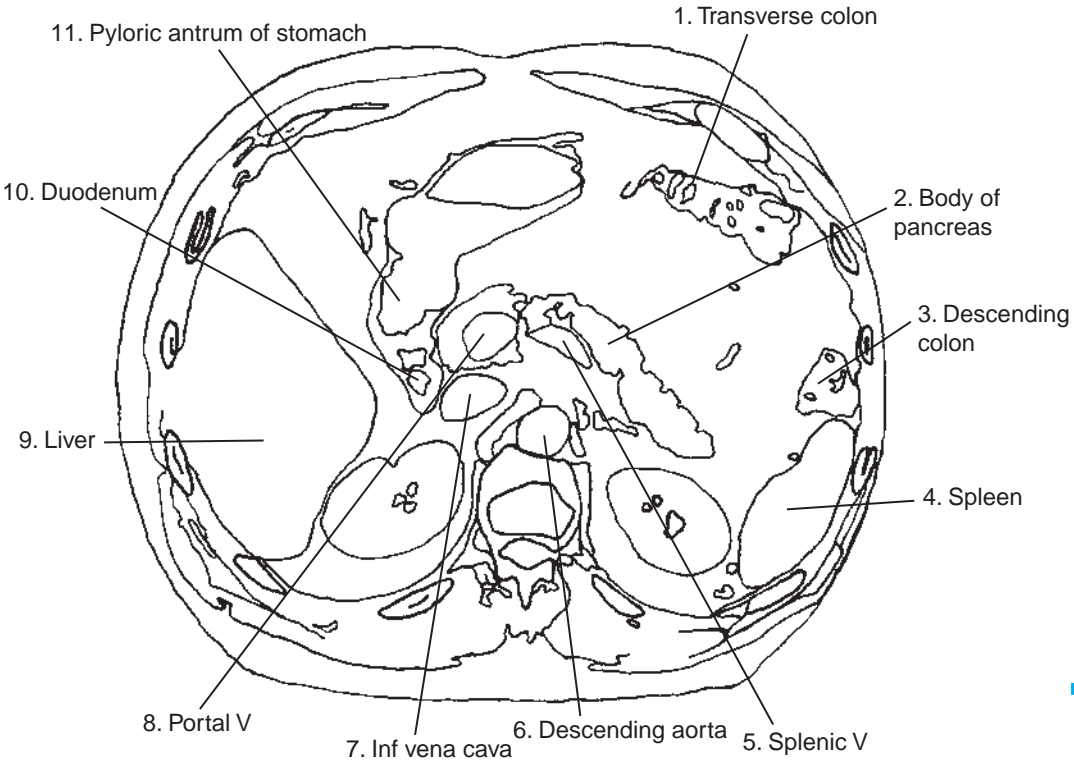 1. Transverse colon
11. Pyloric antrum of stomach
10. Duodenum
2. Body of
pancreas
3. Descending
colon
9. Liver
4. Spleen
8. Portal V
7. Inf vena cava
6. Descending aorta
5. Splenic V